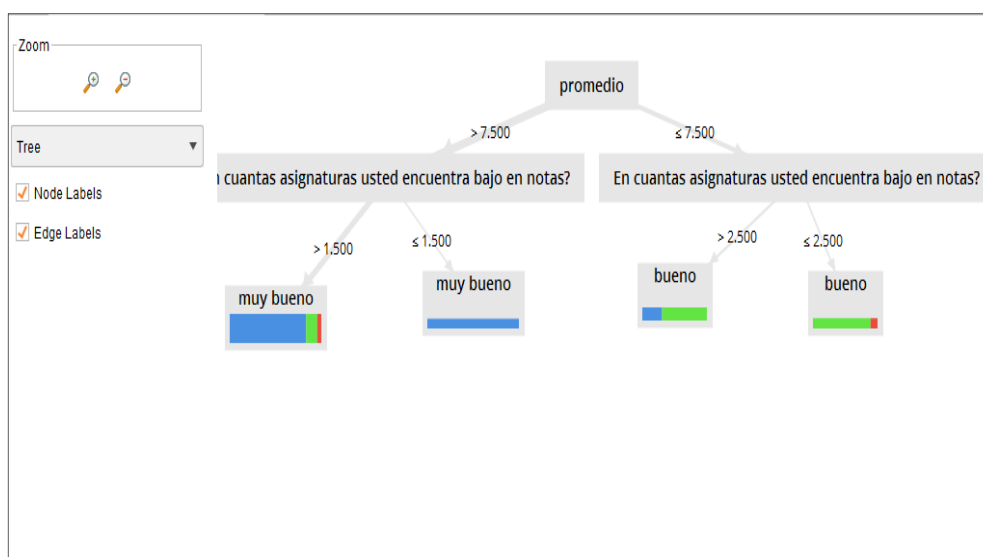 Zoom
Tree
Node Labels
Edge Labels
promedio
> 7.500
≤ 7.500
n cuantas asignaturas usted encuentra bajo en notas?
En cuantas asignaturas usted encuentra bajo en notas?
> 1.500
≤ 1.500
> 2.500
≤ 2.500
muy bueno
muy bueno
bueno
bueno